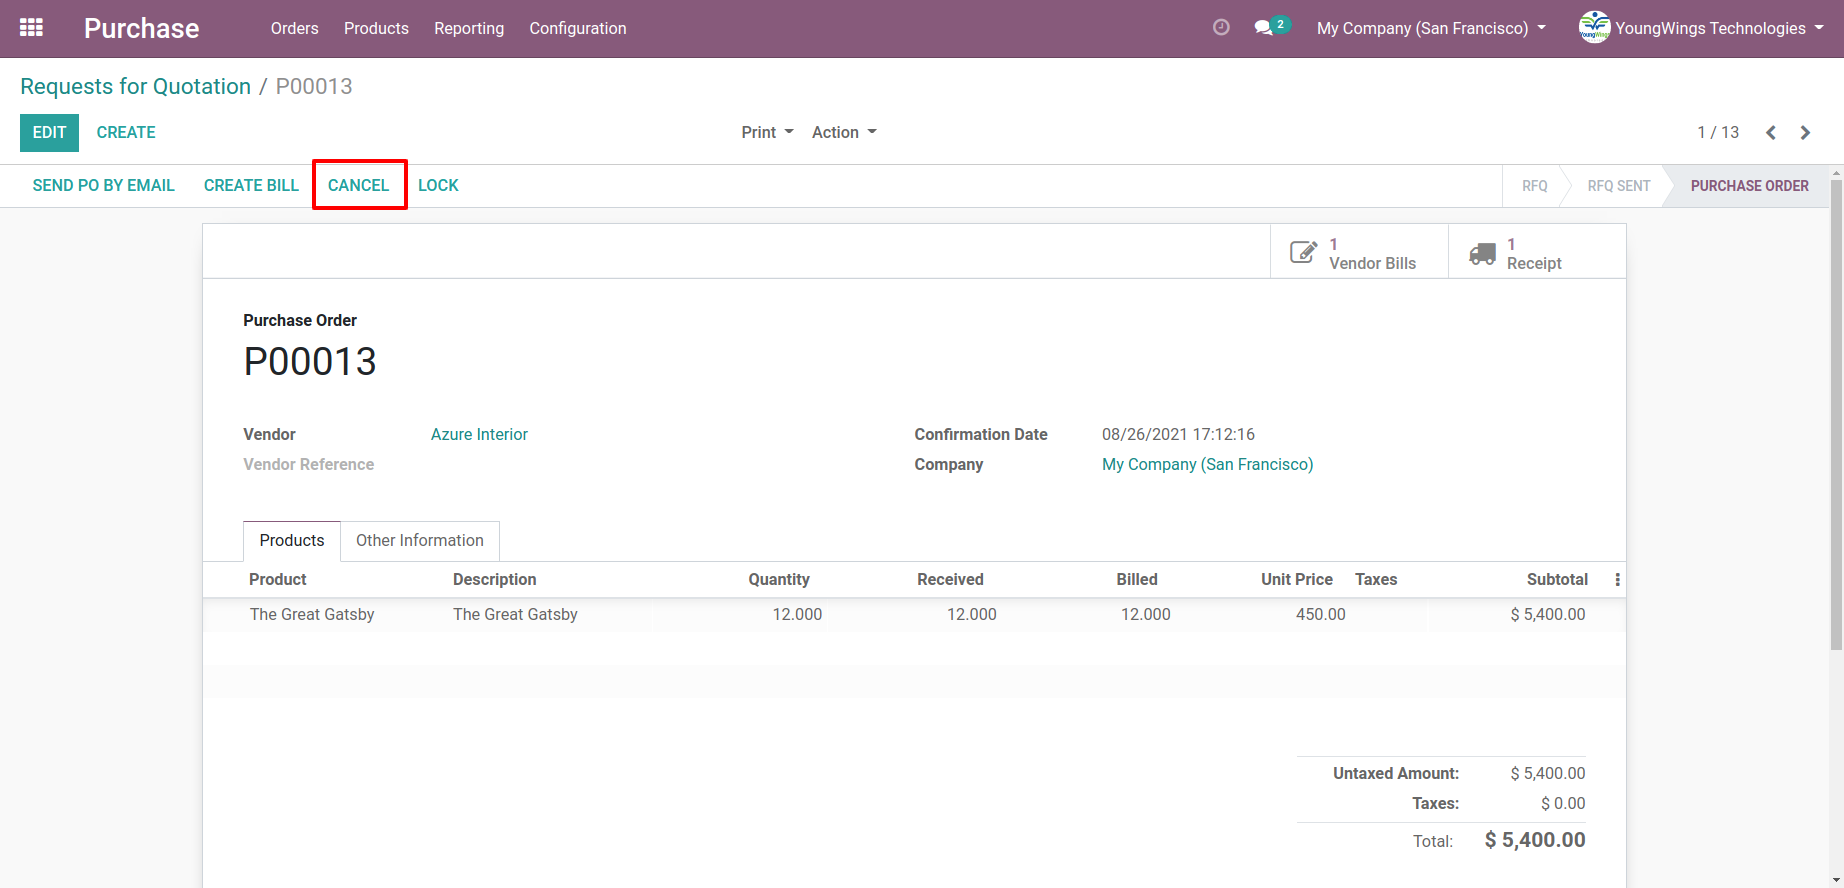 Purchase Orders Products Reporting Configuration 2 My Company (San Francisco) YoungWings Technologies
Requests for Quotation / P00013
EDIT CREATE Print Action 1 / 13
SEND PO BY EMAIL CREATE BILL CANCEL LOCK RFQ RFQ SENT PURCHASE ORDER
1 Vendor Bills
1 Receipt
Purchase Order
P00013
Vendor Azure Interior Confirmation Date 08/26/2021 17:12:16
Vendor Reference Company My Company (San Francisco)
Products Other Information
Product Description Quantity Received Billed Unit Price Taxes Subtotal
The Great Gatsby The Great Gatsby 12.000 12.000 12.000 450.00 $ 5,400.00
Untaxed Amount: $ 5,400.00
Taxes: $ 0.00
Total: $ 5,400.00